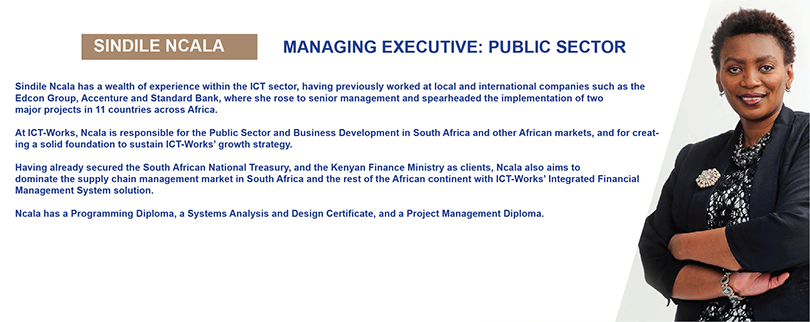 SINDILE NCALA
MANAGING EXECUTIVE: PUBLIC SECTOR
Sindile Ncala has a wealth of experience within the ICT sector, having previously worked at local and international companies such as the
Edcon Group, Accenture and Standard Bank, where she rose to senior management and spearheaded the implementation of two
major projects in 11 countries across Africa.
At ICT-Works, Ncala is responsible for the Public Sector and Business Development in South Africa and other African markets, and for creat-
ing a solid foundation to sustain ICT-Works' growth strategy.
Having already secured the South African National Treasury, and the Kenyan Finance Ministry as clients, Ncala also aims to
dominate the supply chain management market in South Africa and the rest of the African continent with ICT-Works' Integrated Financial
Management System solution.
Ncala has a Programming Diploma, a Systems Analysis and Design Certificate, and a Project Management Diploma.